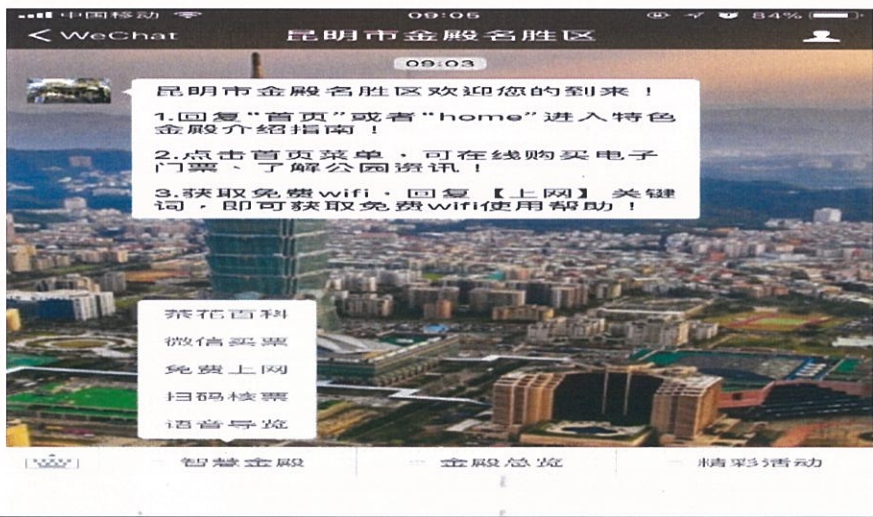 中国移动 09:05 84%
WeChat 昆明市金殿名胜区
09:03
昆明市金殿名胜区欢迎您的到来！
1.回复“首页”或者“home”进入特色
金殿介绍指南！
2.点击首页菜单，可在线购买电子
门票、了解公园资讯！
3.获取免费wifi，回复【上网】关键
词，即可获取免费wifi使用帮助！
茶花百科
微信买票
免费上网
扫码核票
语音导览
智慧金殿 金殿总览 精彩活动